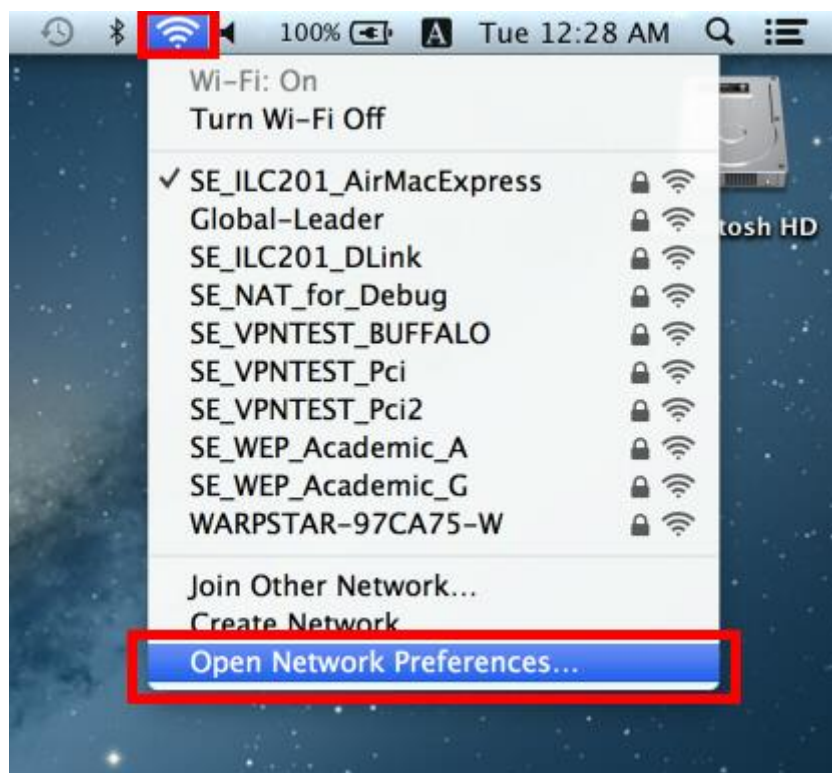 100% A Tue 12:28 AM
Wi-Fi: On
Turn Wi-Fi Off
✓ SE_ILC201_AirMacExpress
Global-Leader
SE_ILC201_DLink
SE_NAT_for_Debug
SE_VPNTEST_BUFFALO
SE_VPNTEST_Pci
SE_VPNTEST_Pci2
SE_WEP_Academic_A
SE_WEP_Academic_G
WARPSTAR-97CA75-W
tosh HD
Join Other Network...
Create Network
Open Network Preferences...